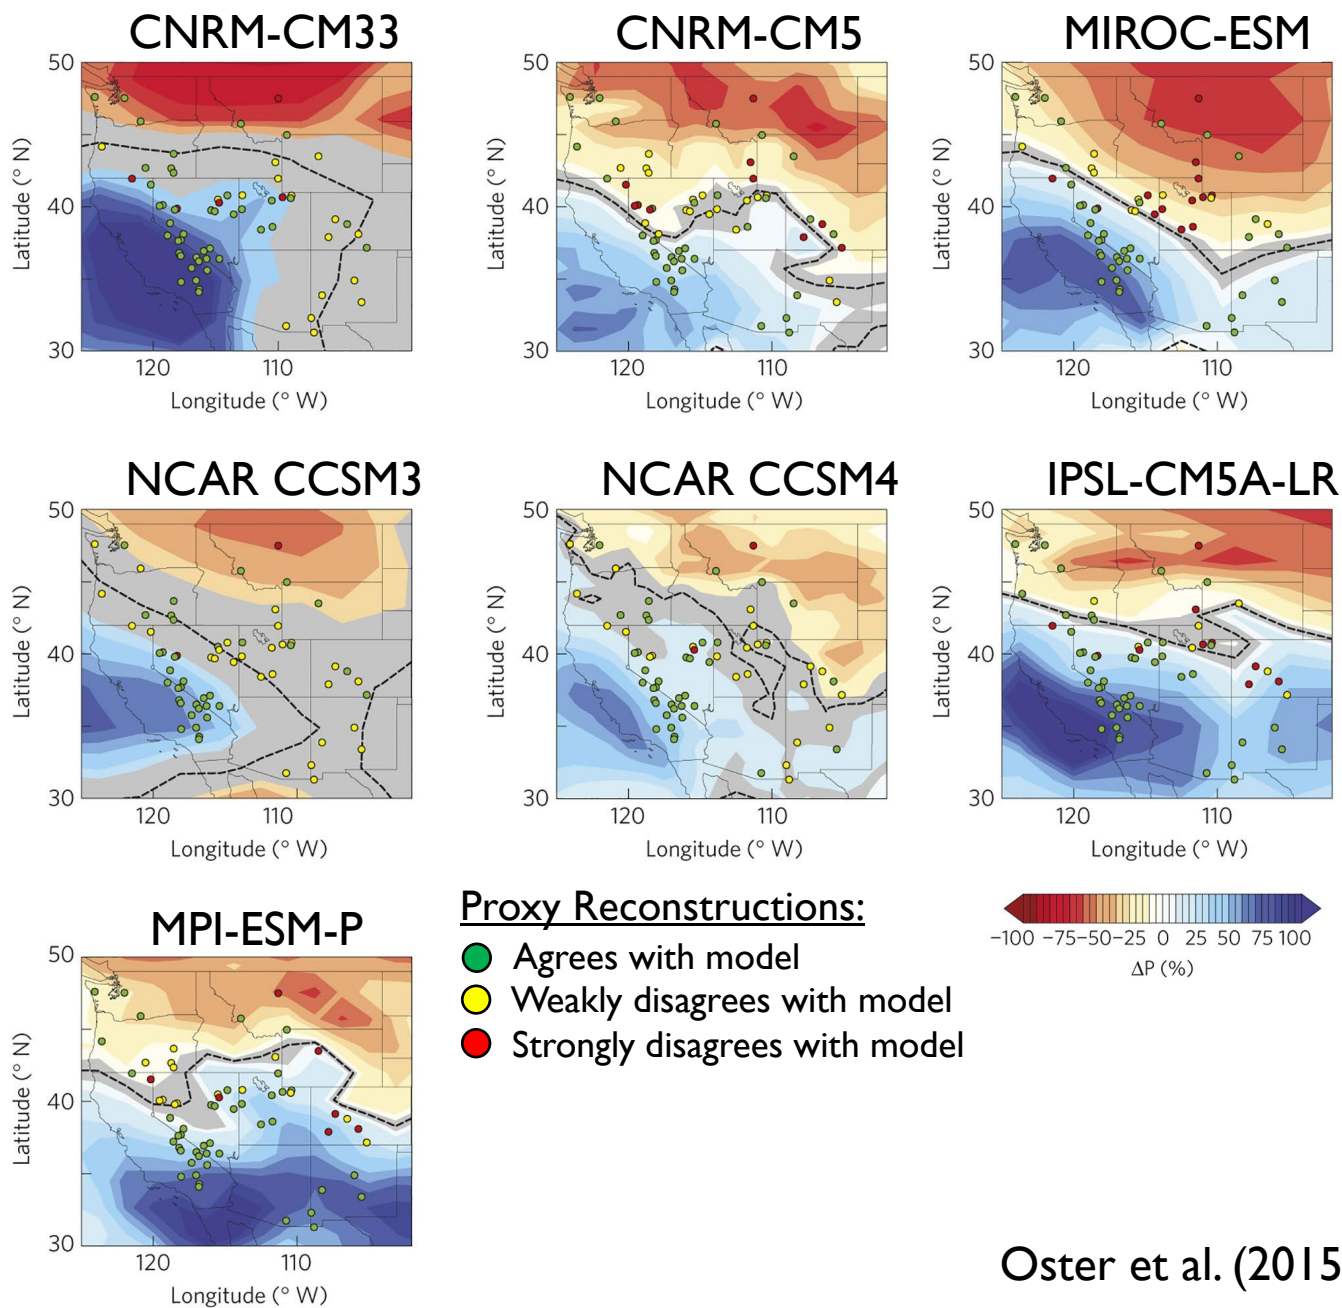 CNRM-CM33
CNRM-CM5
MIROC-ESM
50
40
30
Latitude (° N)
120
110
Longitude (° W)
50
40
30
Latitude (° N)
120
110
Longitude (° W)
50
40
30
Latitude (° N)
120
110
Longitude (° W)
NCAR CCSM3
NCAR CCSM4
IPSL-CM5A-LR
50
40
30
Latitude (° N)
120
110
Longitude (° W)
50
40
30
Latitude (° N)
120
110
Longitude (° W)
50
40
30
Latitude (° N)
120
110
Longitude (° W)
MPI-ESM-P
50
40
30
Latitude (° N)
120
110
Longitude (° W)
Proxy Reconstructions:
Agrees with model
Weakly disagrees with model
Strongly disagrees with model
−100 −75−50−25 0 25 50 75 100
ΔP (%)
Oster et al. (2015